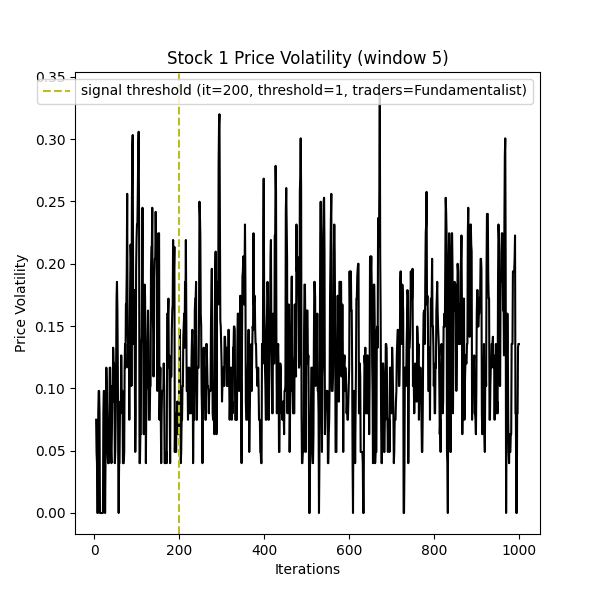 Stock 1 Price Volatility (window 5)
signal threshold (it=200, threshold=1, traders=Fundamentalist)
0.35
0.30
0.25
0.20
0.15
0.10
0.05
0.00
Price Volatility
0 200 400 600 800 1000
Iterations